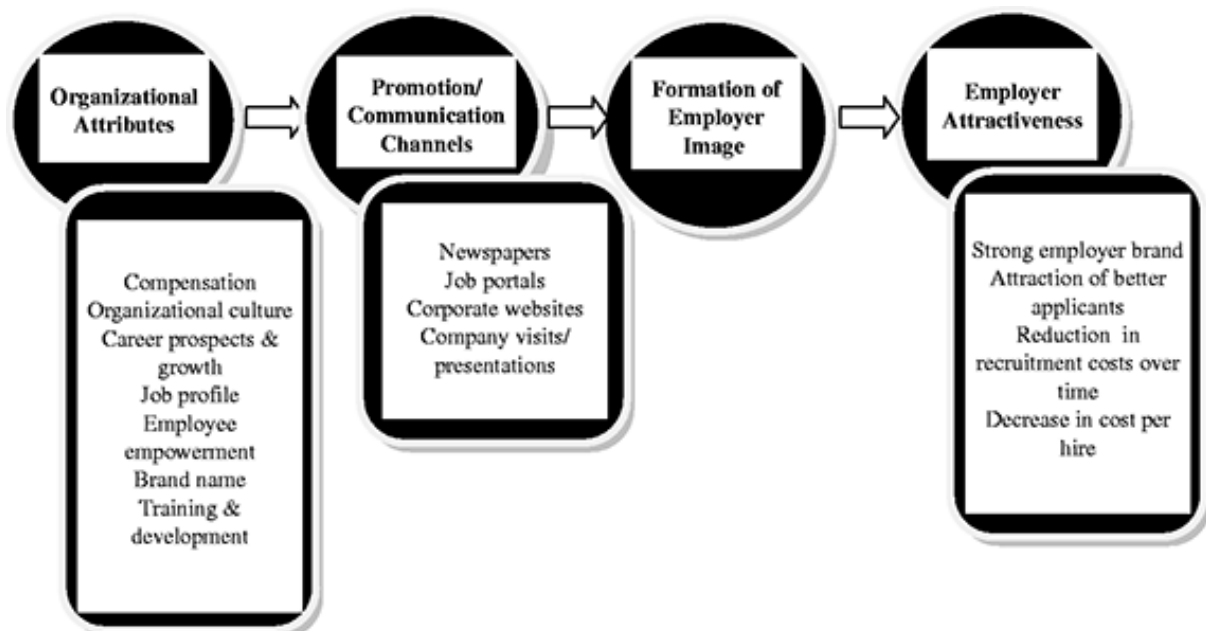 Organizational
Attributes
Compensation
Organizational culture
Career prospects &
growth
Job profile
Employee
empowerment
Brand name
Training &
development
Promotion/
Communication
Channels
Newspapers
Job portals
Corporate websites
Company visits/
presentations
Formation of
Employer
Image
Employer
Attractiveness
Strong employer brand
Attraction of better
applicants
Reduction in
recruitment costs over
time
Decrease in cost per
hire